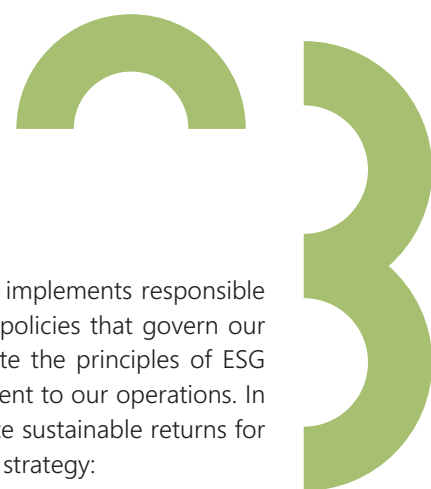 implements responsible
policies that govern our
te the principles of ESG
ent to our operations. In
te sustainable returns for
strategy: